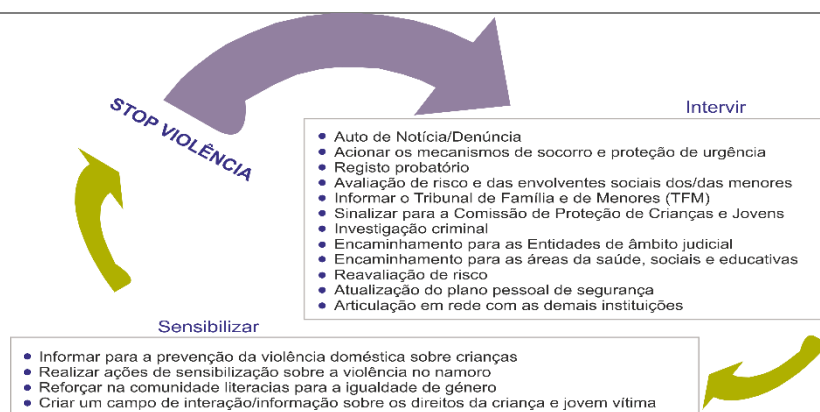 STOP VIOLÊNCIA
Intervir
• Auto de Notícia/Denúncia
• Acionar os mecanismos de socorro e proteção de urgência
• Registo probatório
• Avaliação de risco e das envolventes sociais dos/das menores
• Informar o Tribunal de Família e de Menores (TFM)
• Sinalizar para a Comissão de Proteção de Crianças e Jovens
• Investigação criminal
• Encaminhamento para as Entidades de âmbito judicial
• Encaminhamento para as áreas da saúde, sociais e educativas
• Reavaliação de risco
• Atualização do plano pessoal de segurança
• Articulação em rede com as demais instituições
Sensibilizar
• Informar para a prevenção da violência doméstica sobre crianças
• Realizar ações de sensibilização sobre a violência no namoro
• Reforçar na comunidade literacias para a igualdade de género
• Criar um campo de interação/informação sobre os direitos da criança e jovem vítima